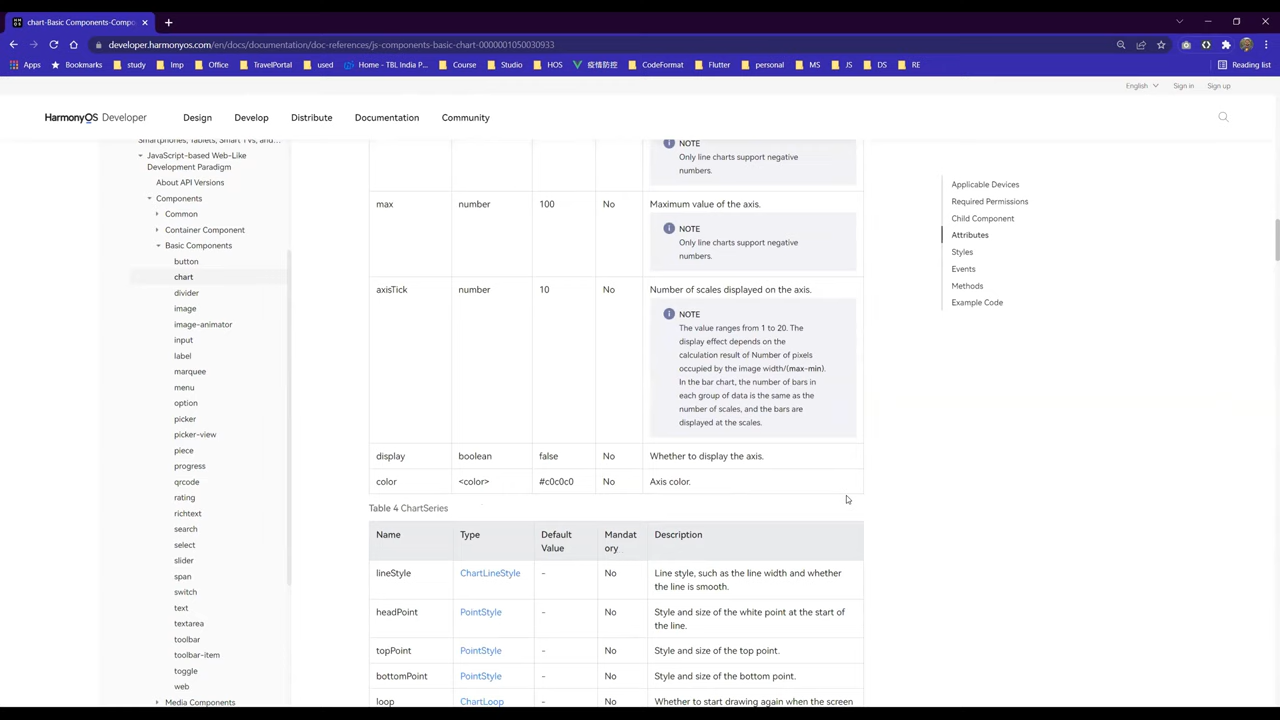 chart-Basic Components-Compo
developer.harmonyos.com/en/docs/documentation/doc-references/js-components-basic-chart-0000001050030933
Apps Bookmarks study Imp Office TravelPortal used Home - TBL India P... Course Studio HOS 疫情防控 CodeFormat Flutter personal MS JS DS RE Reading list
English Sign in Sign up
HarmonyOS Developer Design Develop Distribute Documentation Community
Smartphones, Tablets, Smart TVs, and...
JavaScript-based Web-Like
Development Paradigm
About API Versions
Components
Common
Container Component
Basic Components
button
chart
divider
image
image-animator
input
label
marquee
menu
option
picker
picker-view
piece
progress
qrcode
rating
richtext
search
select
slider
span
switch
text
textarea
toolbar
toolbar-item
toggle
web
Media Components
NOTE
Only line charts support negative
numbers.
max number 100 No Maximum value of the axis.
NOTE
Only line charts support negative
numbers.
axisTick number 10 No Number of scales displayed on the axis.
NOTE
The value ranges from 1 to 20. The
display effect depends on the
calculation result of Number of pixels
occupied by the image width/(max-min).
In the bar chart, the number of bars in
each group of data is the same as the
number of scales, and the bars are
displayed at the scales.
display boolean false No Whether to display the axis.
color <color> #c0c0c0 No Axis color.
Table 4 ChartSeries
Name Type Default Mandat Description
Value ory
lineStyle ChartLineStyle - No Line style, such as the line width and whether
the line is smooth.
headPoint PointStyle - No Style and size of the white point at the start of
the line.
topPoint PointStyle - No Style and size of the top point.
bottomPoint PointStyle - No Style and size of the bottom point.
loop ChartLoop - No Whether to start drawing again when the screen
Applicable Devices
Required Permissions
Child Component
Attributes
Styles
Events
Methods
Example Code